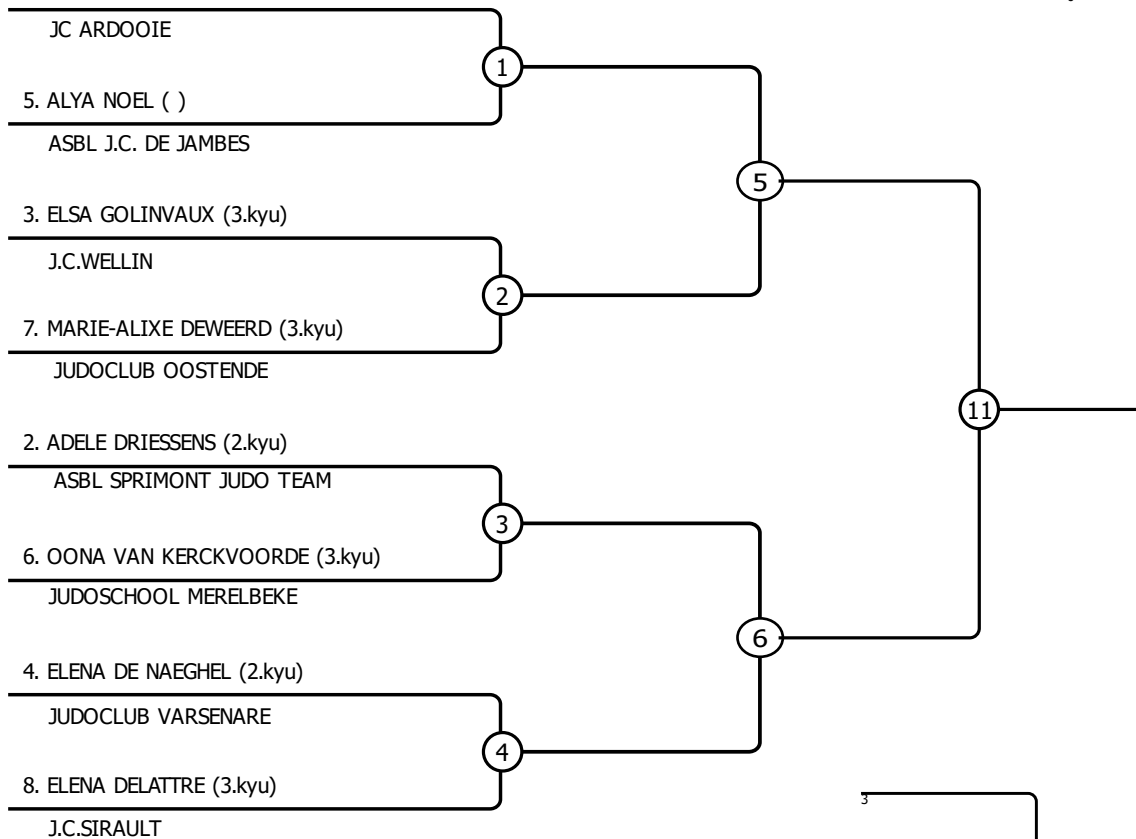 JC ARDOOIE
1
5. ALYA NOEL ( )
ASBL J.C. DE JAMBES
5
3. ELSA GOLINVAUX (3.kyu)
J.C.WELLIN
2
7. MARIE-ALIXE DEWEERD (3.kyu)
JUDOCLUB OOSTENDE
11
2. ADELE DRIESSENS (2.kyu)
ASBL SPRIMONT JUDO TEAM
3
6. OONA VAN KERCKVOORDE (3.kyu)
JUDOSCHOOL MERELBEKE
6
4. ELENA DE NAEGHEL (2.kyu)
JUDOCLUB VARSENARE
4
8. ELENA DELATTRE (3.kyu)
3
J.C.SIRAULT